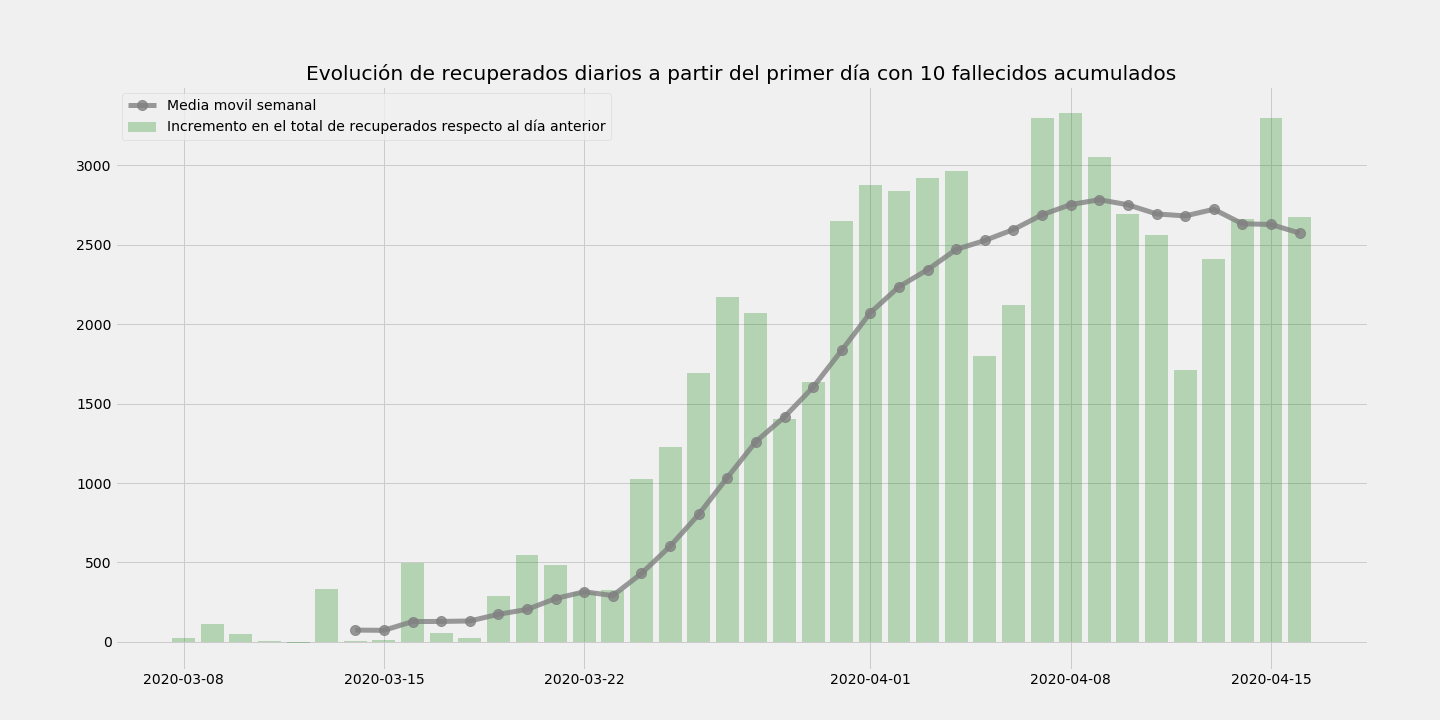 Evolución de recuperados diarios a partir del primer día con 10 fallecidos acumulados
Media movil semanal
Incremento en el total de recuperados respecto al día anterior
3000
2500
2000
1500
1000
500
0
2020-03-08 2020-03-15 2020-03-22 2020-04-01 2020-04-08 2020-04-15